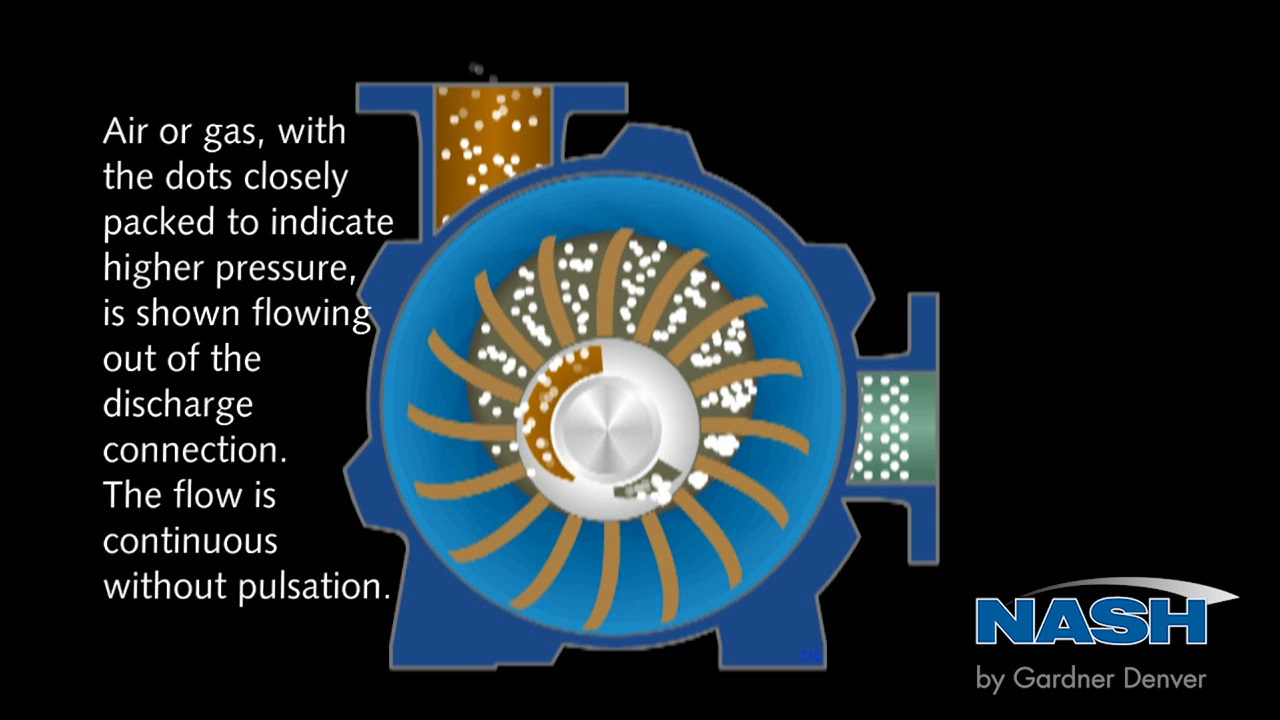 Air or gas, with
the dots closely
packed to indicate
higher pressure,
is shown flowing
out of the
discharge
connection.
The flow is
continuous
without pulsation.
NASH
by Gardner Denver